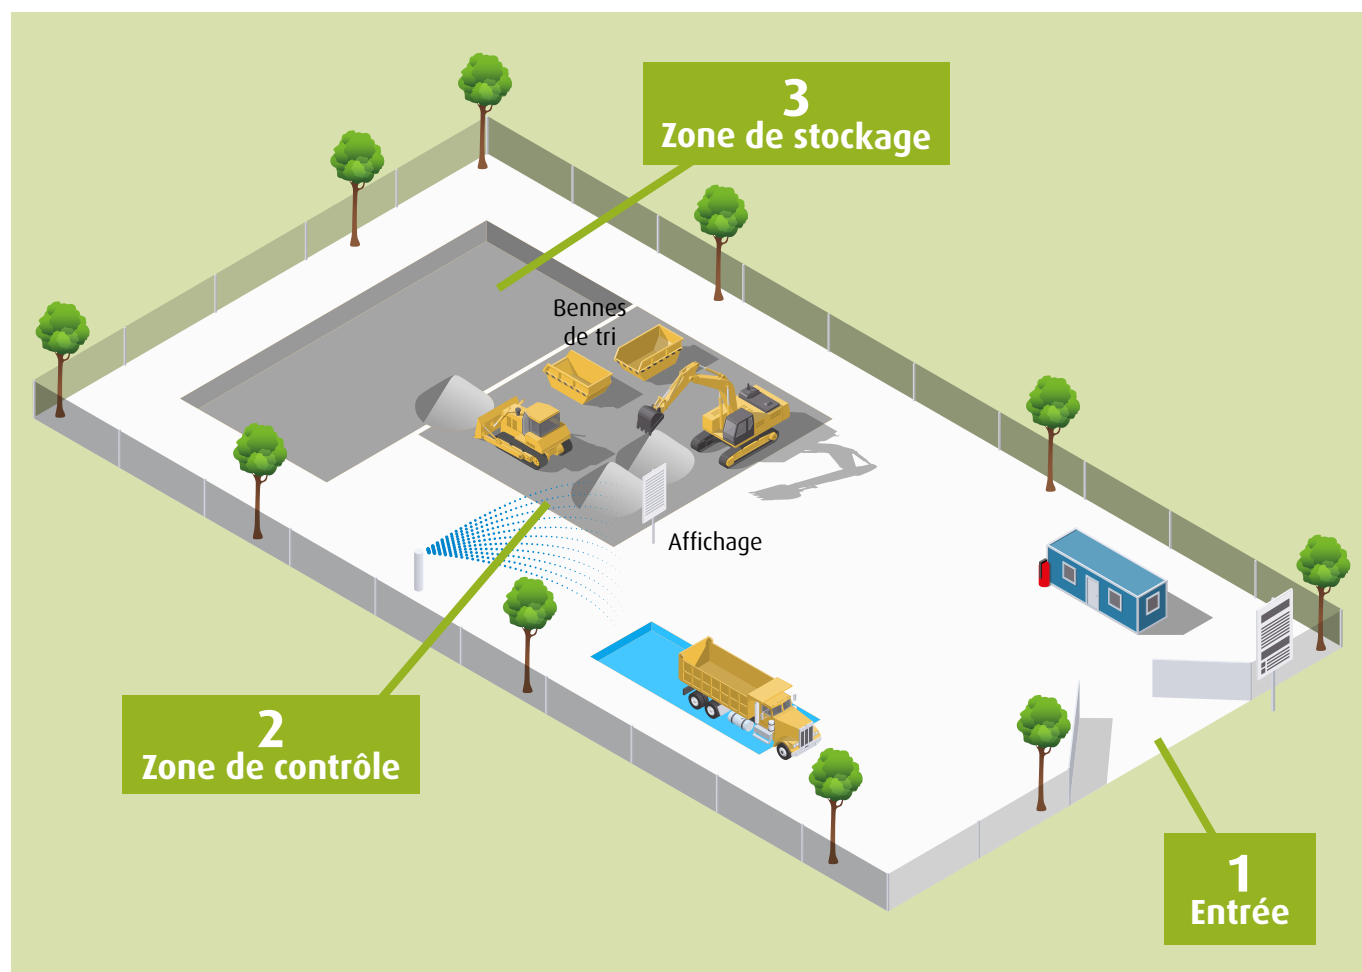 3
Zone de stockage
Bennes
de tri
Affichage
2
Zone de contrôle
1
Entrée